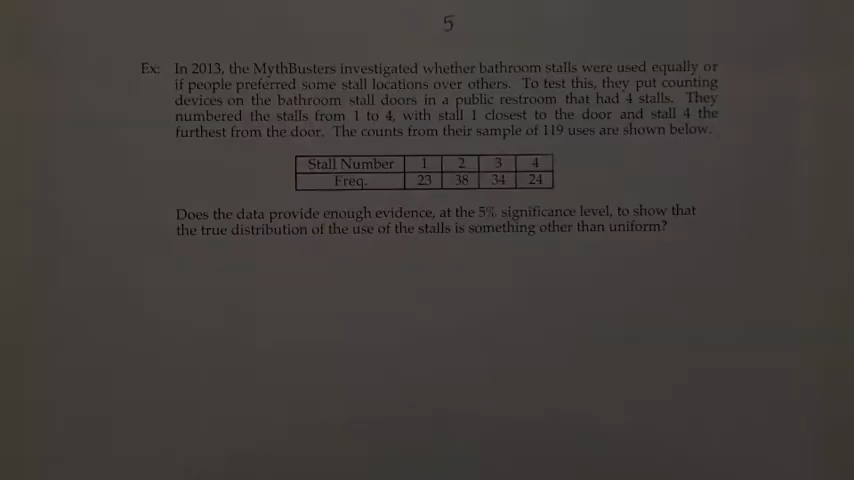 5
Ex: In 2013, the MythBusters investigated whether bathroom stalls were used equally or
if people preferred some stall locations over others. To test this, they put counting
devices on the bathroom stall doors in a public restroom that had 4 stalls. They
numbered the stalls from 1 to 4, with stall 1 closest to the door and stall 4 the
furthest from the door. The counts from their sample of 119 uses are shown below.
Stall Number 1 2 3 4
Freq. 23 38 34 24
Does the data provide enough evidence, at the 5% significance level, to show that
the true distribution of the use of the stalls is something other than uniform?